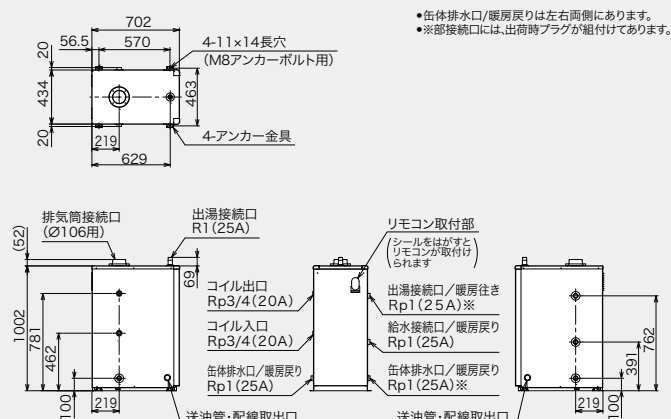 702
56.5
570
20
434
20
219
629
463
4-11×14長穴
(M8アンカーボルト用)
4-アンカー金具
●缶体排水口/暖房戻りは左右両側にあります。
●※部接続口には、出荷時プラグが組付けてあります。
排気筒接続口
(Ø106用)
出湯接続口
R1(25A)
(52)
69
1002
781
462
100
219
送油管・配線取出口
リモコン取付部
(シールをはがすと
リモコンが取付け
られます)
コイル出口
Rp3/4(20A)
コイル入口
Rp3/4(20A)
缶体排水口/暖房戻り
Rp1(25A)
出湯接続口/暖房往き
Rp1(25A)※
給水接続口/暖房戻り
Rp1(25A)
缶体排水口/暖房戻り
Rp1(25A)※
762
391
100
219
送油管・配線取出口